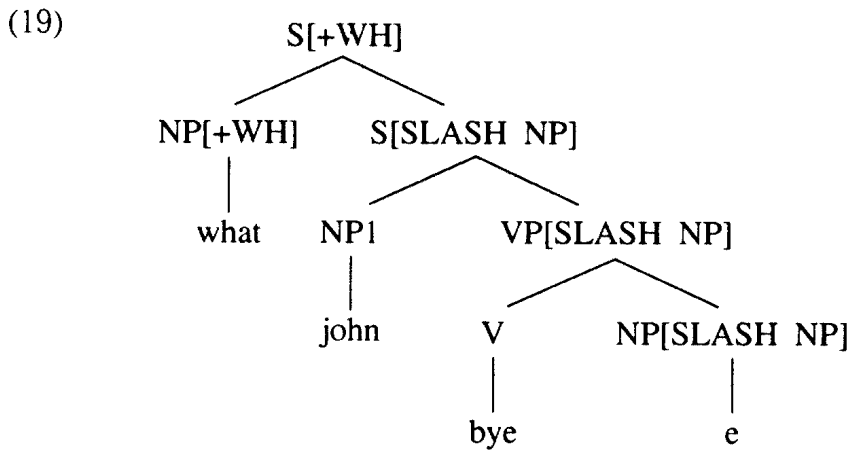 (19)
S[+WH]
NP[+WH] S[SLASH NP]
what NP1 VP[SLASH NP]
john V NP[SLASH NP]
bye e